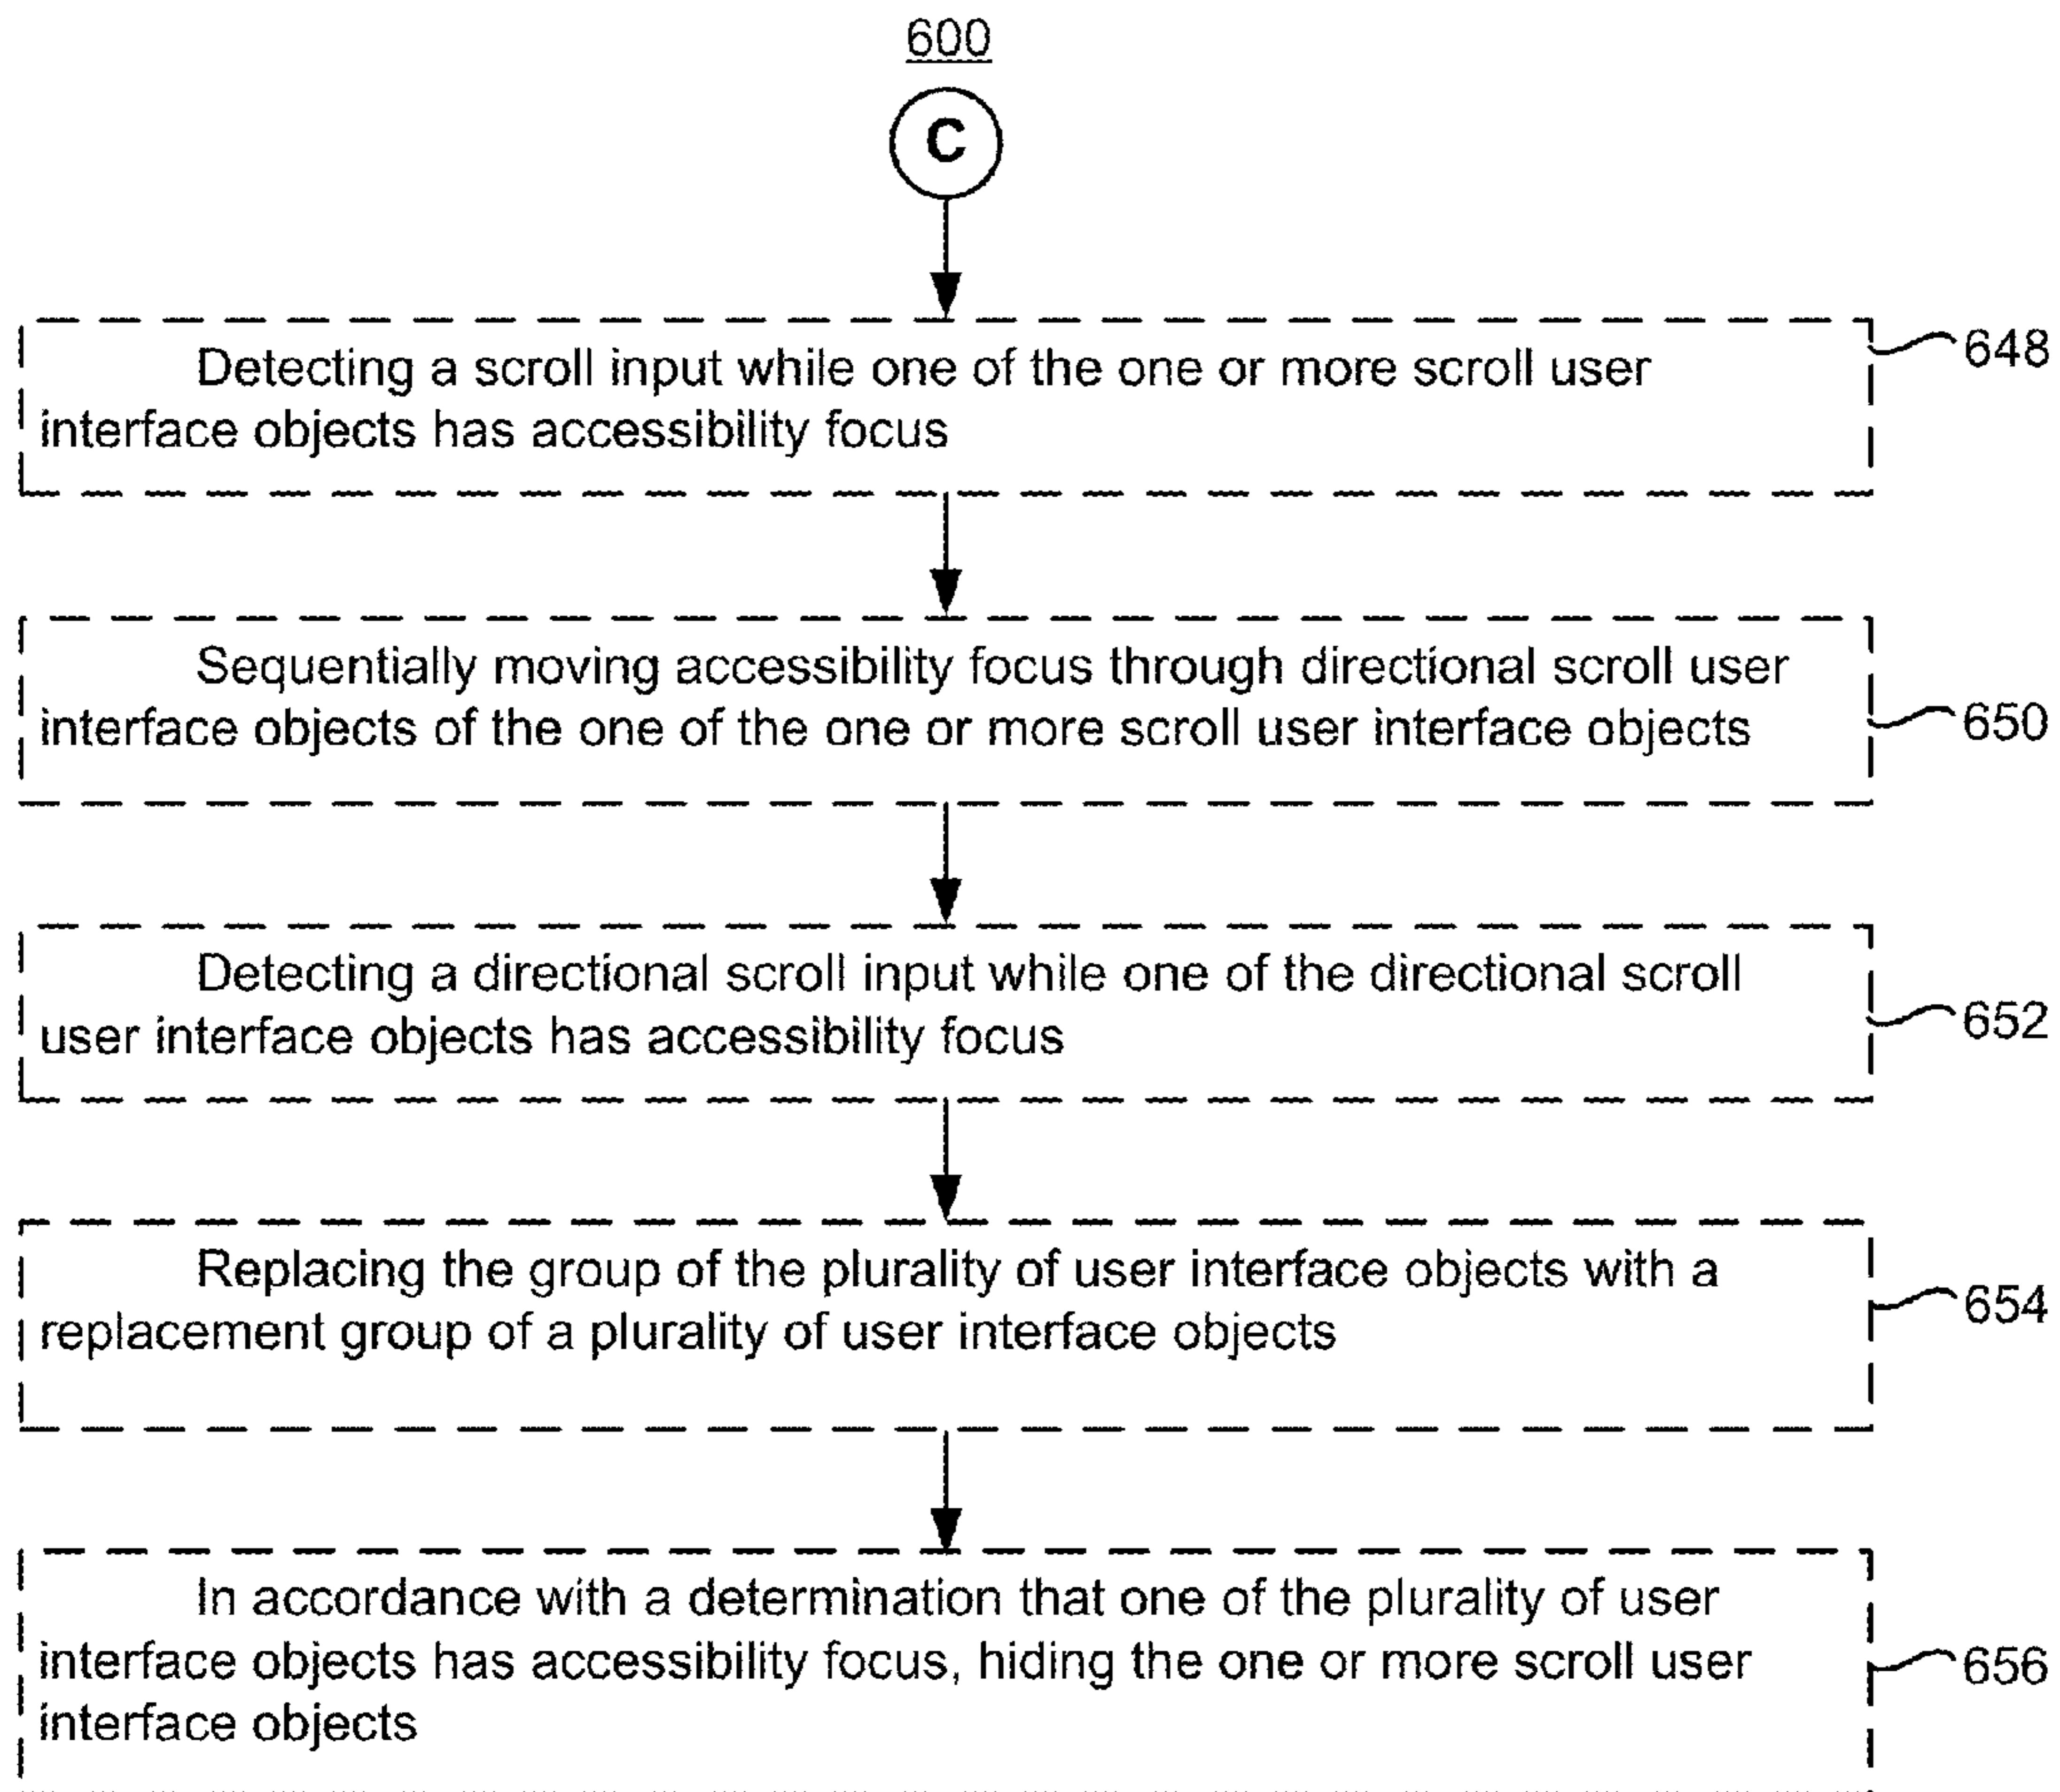 600
C
Detecting a scroll input while one of the one or more scroll user
interface objects has accessibility focus
648
Sequentially moving accessibility focus through directional scroll user
interface objects of the one of the one or more scroll user interface objects
650
Detecting a directional scroll input while one of the directional scroll
user interface objects has accessibility focus
652
Replacing the group of the plurality of user interface objects with a
replacement group of a plurality of user interface objects
654
In accordance with a determination that one of the plurality of user
interface objects has accessibility focus, hiding the one or more scroll user
interface objects
656